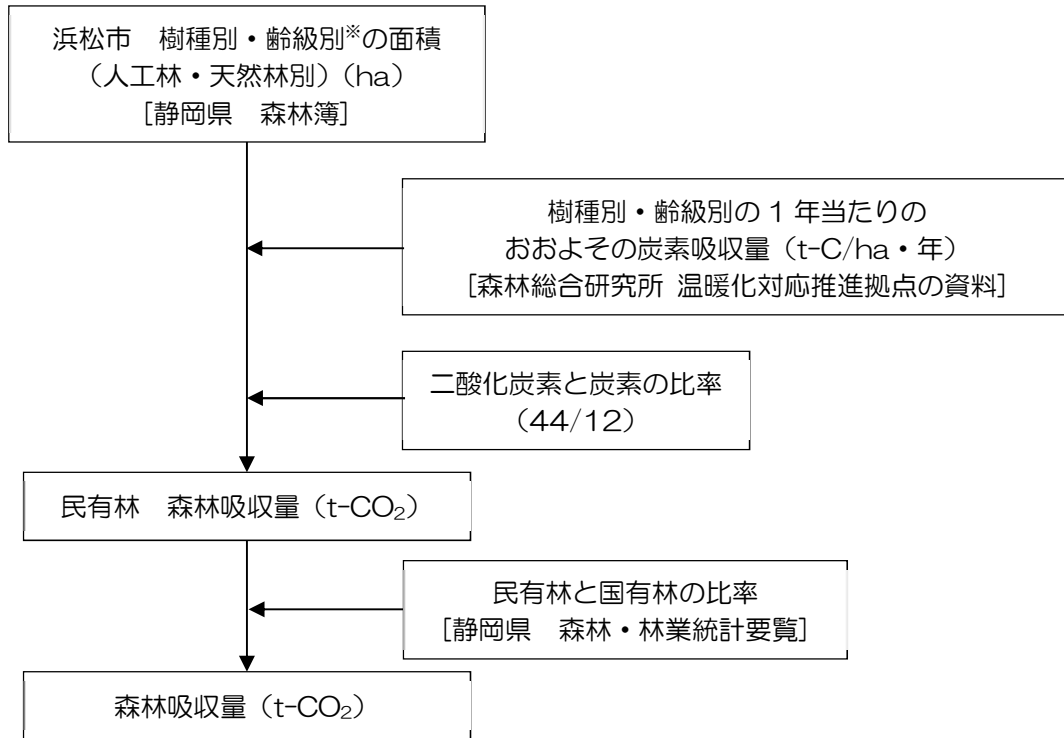 浜松市　樹種別・齢級別※の面積
（人工林・天然林別）（ha）
［静岡県　森林簿］
樹種別・齢級別の 1 年当たりの
おおよその炭素吸収量（t-C/ha・年）
［森林総合研究所 温暖化対応推進拠点の資料］
二酸化炭素と炭素の比率
（44/12）
民有林　森林吸収量（t-CO₂）
民有林と国有林の比率
［静岡県　森林・林業統計要覧］
森林吸収量（t-CO₂）